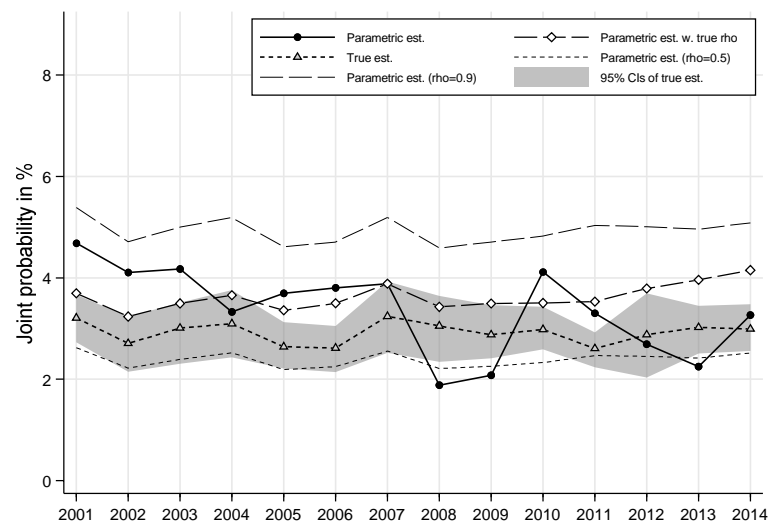 Parametric est.
Parametric est. w. true rho
True est.
Parametric est. (rho=0.5)
Parametric est. (rho=0.9)
95% CIs of true est.
Joint probability in %
8
6
4
2
0
2001 2002 2003 2004 2005 2006 2007 2008 2009 2010 2011 2012 2013 2014